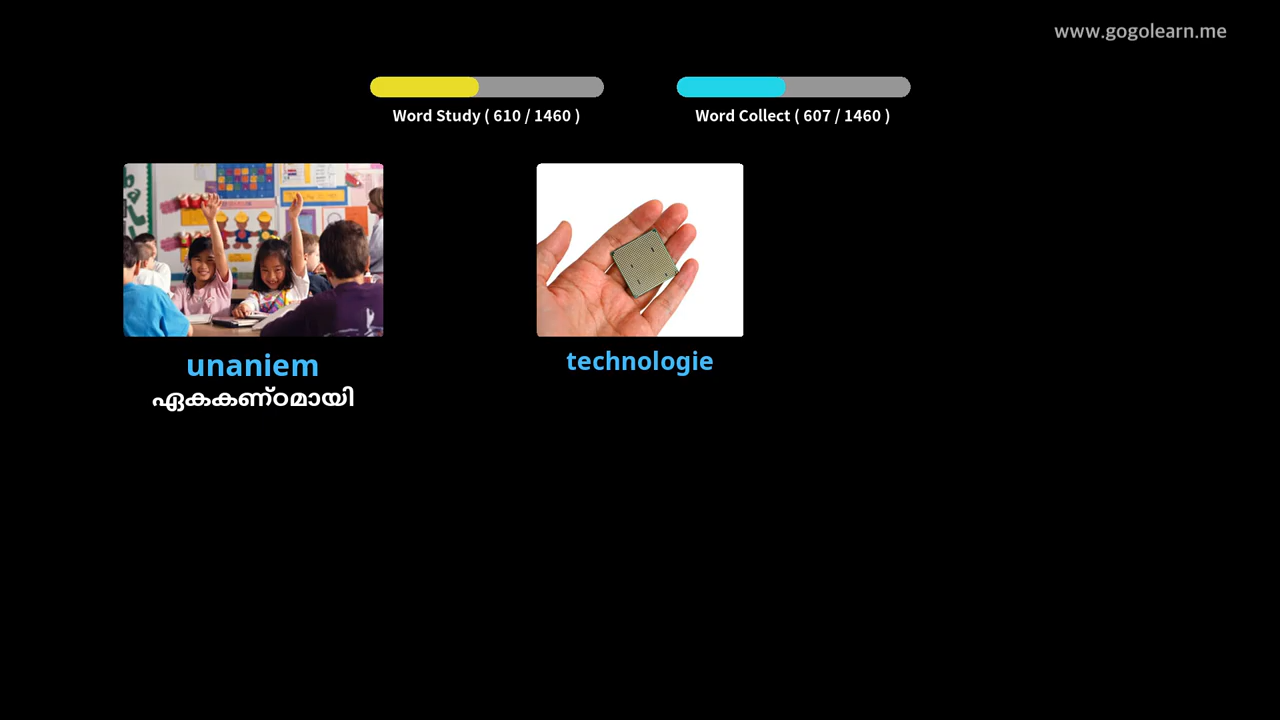 www.gogolearn.me
Word Study ( 610 / 1460 )
Word Collect ( 607 / 1460 )
unaniem
ഏകകണ്ഠമായി
technologie